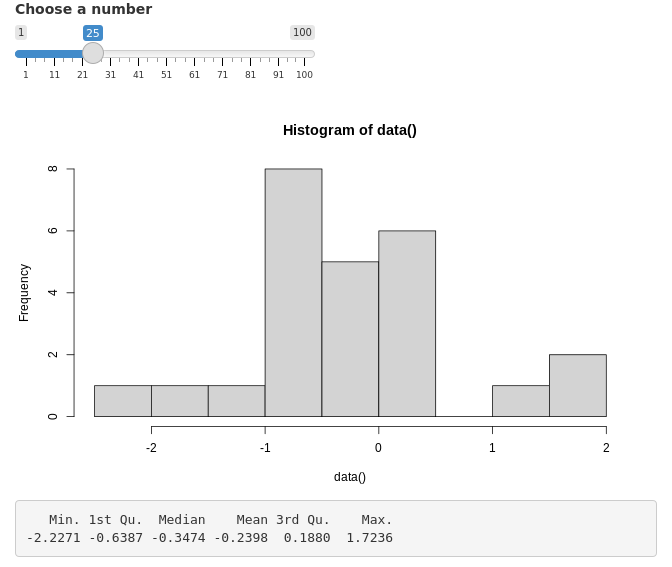 Choose a number
1 25 100
1 11 21 31 41 51 61 71 81 91 100
Histogram of data()
Frequency
8
6
4
2
0
-2 -1 0 1 2
data()
Min. 1st Qu. Median Mean 3rd Qu. Max.
-2.2271 -0.6387 -0.3474 -0.2398 0.1880 1.7236